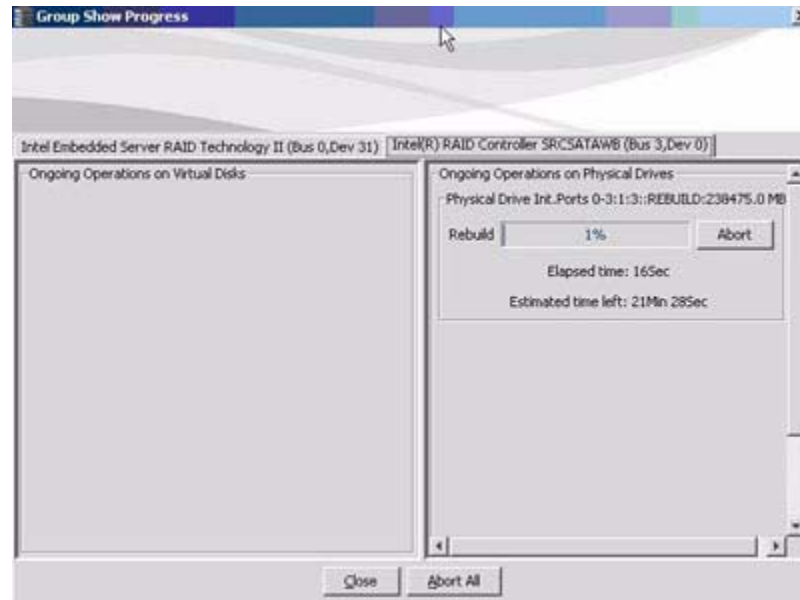 Group Show Progress
Intel Embedded Server RAID Technology II (Bus 0,Dev 31)
Intel(R) RAID Controller SRCSATAWB (Bus 3,Dev 0)
Ongoing Operations on Virtual Disks
Ongoing Operations on Physical Drives
Physical Drive Int.Ports 0-3:1:3::REBUILD:238475.0 MB
Rebuild 1% Abort
Elapsed time: 16Sec
Estimated time left: 21Min 28Sec
Close Abort All